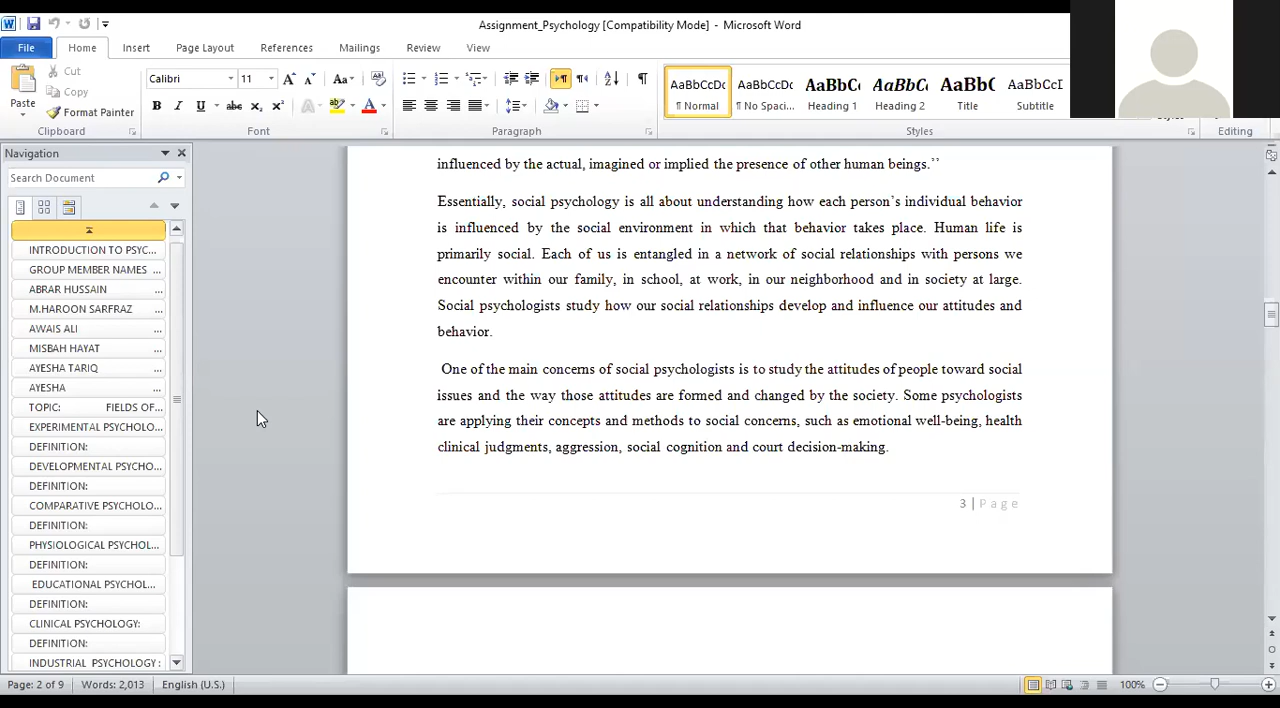 Assignment_Psychology [Compatibility Mode] - Microsoft Word
File Home Insert Page Layout References Mailings Review View
Paste
Cut
Copy
Format Painter
Clipboard
Calibri 11
Font
Paragraph
AaBbCcDc AaBbCcDc AaBbC AaBbCc AaBb( AaBbCcI
¶ Normal ¶ No Spaci... Heading 1 Heading 2 Title Subtitle
Styles
Editing
Navigation
Search Document
INTRODUCTION TO PSYC...
GROUP MEMBER NAMES ...
ABRAR HUSSAIN ...
M.HAROON SARFRAZ ...
AWAIS ALI ...
MISBAH HAYAT ...
AYESHA TARIQ ...
AYESHA ...
TOPIC: FIELDS OF...
EXPERIMENTAL PSYCHOLO...
DEFINITION:
DEVELOPMENTAL PSYCHO...
DEFINITION:
COMPARATIVE PSYCHOLO...
DEFINITION:
PHYSIOLOGICAL PSYCHOL...
DEFINITION:
EDUCATIONAL PSYCHOL...
DEFINITION:
CLINICAL PSYCHOLOGY:
DEFINITION:
INDUSTRIAL PSYCHOLOGY :
influenced by the actual, imagined or implied the presence of other human beings.’’
Essentially, social psychology is all about understanding how each person’s individual behavior
is influenced by the social environment in which that behavior takes place. Human life is
primarily social. Each of us is entangled in a network of social relationships with persons we
encounter within our family, in school, at work, in our neighborhood and in society at large.
Social psychologists study how our social relationships develop and influence our attitudes and
behavior.
One of the main concerns of social psychologists is to study the attitudes of people toward social
issues and the way those attitudes are formed and changed by the society. Some psychologists
are applying their concepts and methods to social concerns, such as emotional well-being, health
clinical judgments, aggression, social cognition and court decision-making.
3 | Page
Page: 2 of 9 Words: 2,013 English (U.S.) 100%